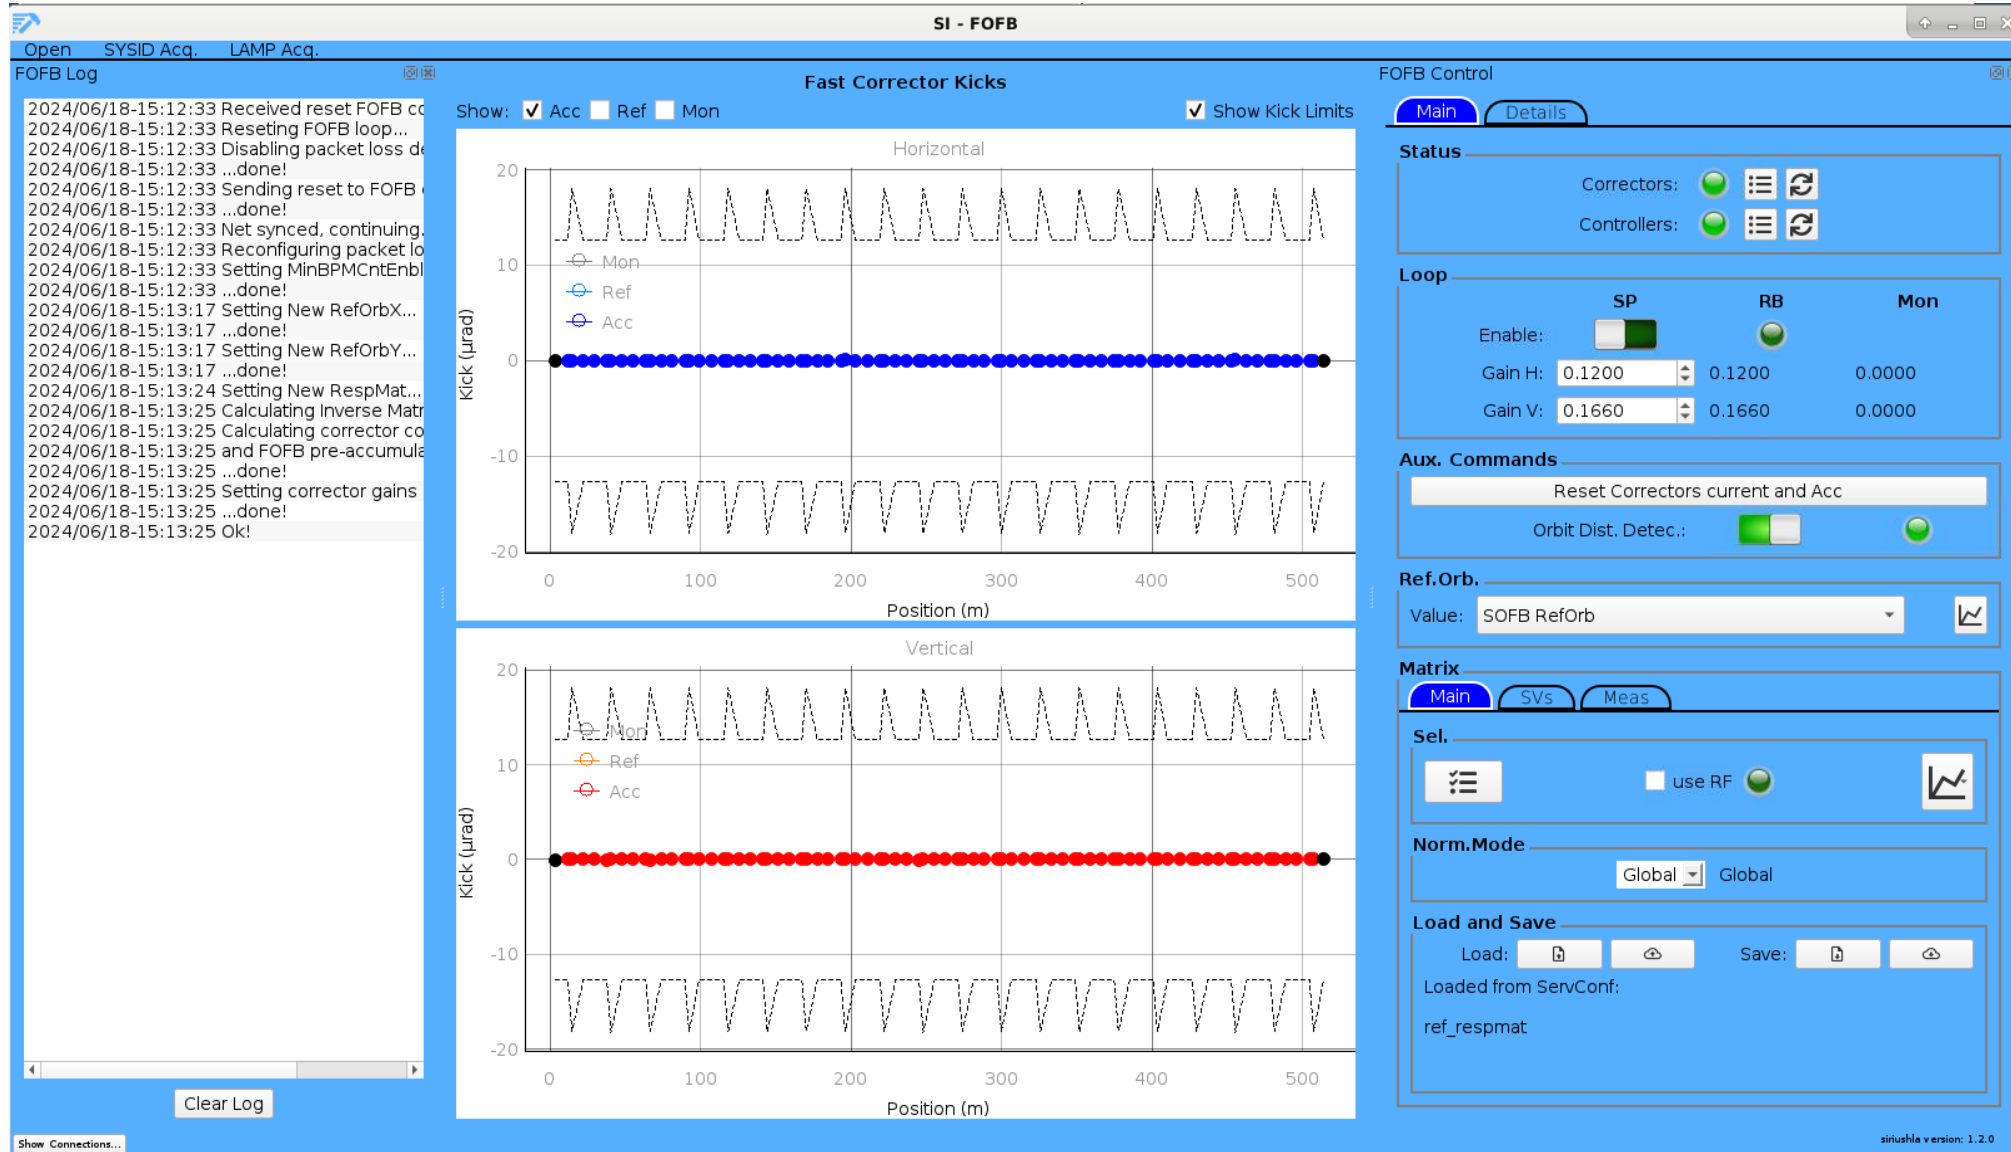 SI - FOFB
Open SYSID Acq. LAMP Acq.
FOFB Log
2024/06/18-15:12:33 Received reset FOFB cc
2024/06/18-15:12:33 Reseting FOFB loop...
2024/06/18-15:12:33 Disabling packet loss de
2024/06/18-15:12:33 ...done!
2024/06/18-15:12:33 Sending reset to FOFB
2024/06/18-15:12:33 ...done!
2024/06/18-15:12:33 Net synced, continuing.
2024/06/18-15:12:33 Reconfiguring packet lo
2024/06/18-15:12:33 Setting MinBPMCntEnbl
2024/06/18-15:12:33 ...done!
2024/06/18-15:13:17 Setting New RefOrbX...
2024/06/18-15:13:17 ...done!
2024/06/18-15:13:17 Setting New RefOrbY...
2024/06/18-15:13:17 ...done!
2024/06/18-15:13:24 Setting New RespMat...
2024/06/18-15:13:25 Calculating Inverse Matr
2024/06/18-15:13:25 Calculating corrector co
2024/06/18-15:13:25 and FOFB pre-accumula
2024/06/18-15:13:25 ...done!
2024/06/18-15:13:25 Setting corrector gains
2024/06/18-15:13:25 ...done!
2024/06/18-15:13:25 Ok!
Clear Log
Show Connections...
Fast Corrector Kicks
Show: Acc Ref Mon Show Kick Limits
Horizontal
20
10
0
-10
-20
Kick (μrad)
Mon
Ref
Acc
0 100 200 300 400 500
Position (m)
Vertical
20
10
0
-10
-20
Kick (μrad)
Mon
Ref
Acc
0 100 200 300 400 500
Position (m)
FOFB Control
Main Details
Status
Correctors:
Controllers:
Loop
SP RB Mon
Enable:
Gain H: 0.1200 0.1200 0.0000
Gain V: 0.1660 0.1660 0.0000
Aux. Commands
Reset Correctors current and Acc
Orbit Dist. Detec.:
Ref.Orb.
Value: SOFB RefOrb
Matrix
Main SVs Meas
Sel.
use RF
Norm.Mode
Global Global
Load and Save
Load: Save:
Loaded from ServConf:
ref_respmat
siriushla version: 1.2.0